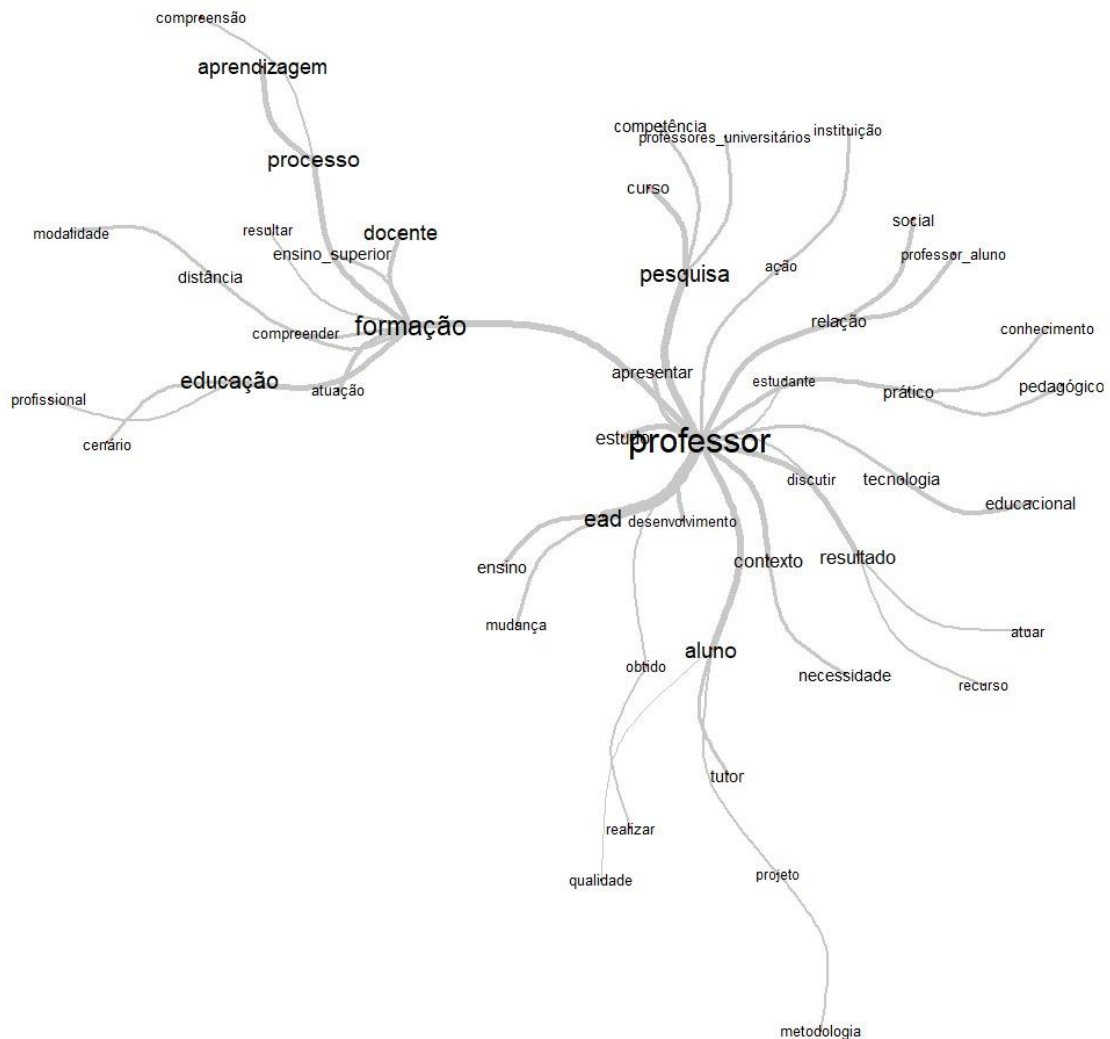 compreensão
aprendizagem
processo
competência
professores_universitários
instituição
curso
modalidade
resultar
docente
ensino_superior
social
professor_aluno
distância
pesquisa
ação
formação
compreender
relação
conhecimento
educação
atuação
apresentar
estudante
prático
pedagógico
profissional
cenário
estudo
professor
discutir
tecnologia
educacional
ead
desenvolvimento
ensino
contexto
resultado
mudança
atuar
aluno
obtido
necessidade
recurso
tutor
realizar
qualidade
projeto
metodologia